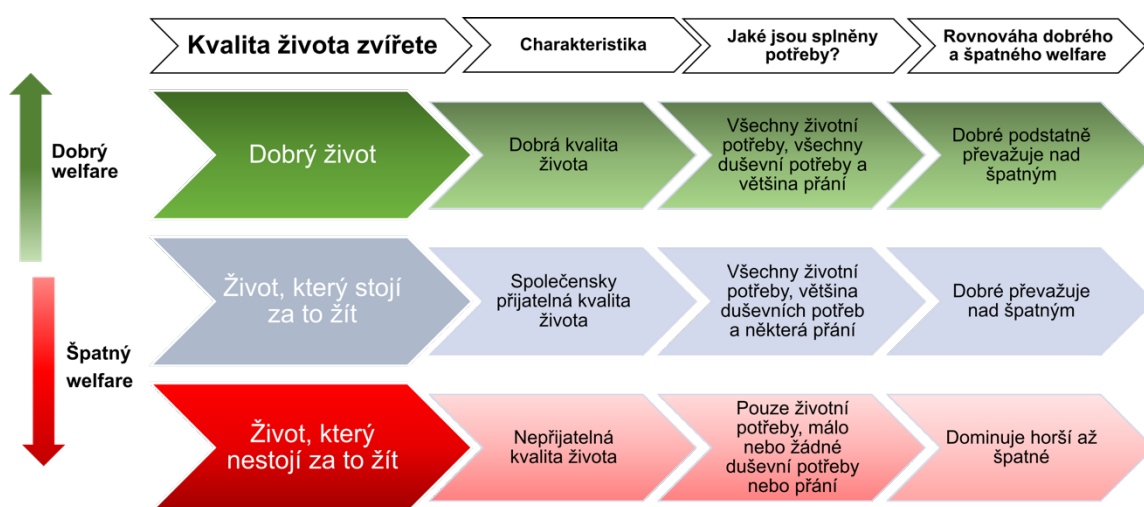 Kvalita života zvířete
Charakteristika
Jaké jsou splněny
potřeby?
Rovnováha dobrého
a špatného welfare
Dobrý
welfare
Dobrý život
Dobrá kvalita
života
Všechny životní
potřeby, všechny
duševní potřeby a
většina přání
Dobré podstatně
převažuje nad
špatným
Život, který stojí
za to žít
Společensky
přijatelná kvalita
života
Všechny životní
potřeby, většina
duševních potřeb
a některá přání
Dobré převažuje
nad špatným
Špatný
welfare
Život, který
nestojí za to žít
Nepřijatelná
kvalita života
Pouze životní
potřeby, málo
nebo žádné
duševní potřeby
nebo přání
Dominuje horší až
špatné